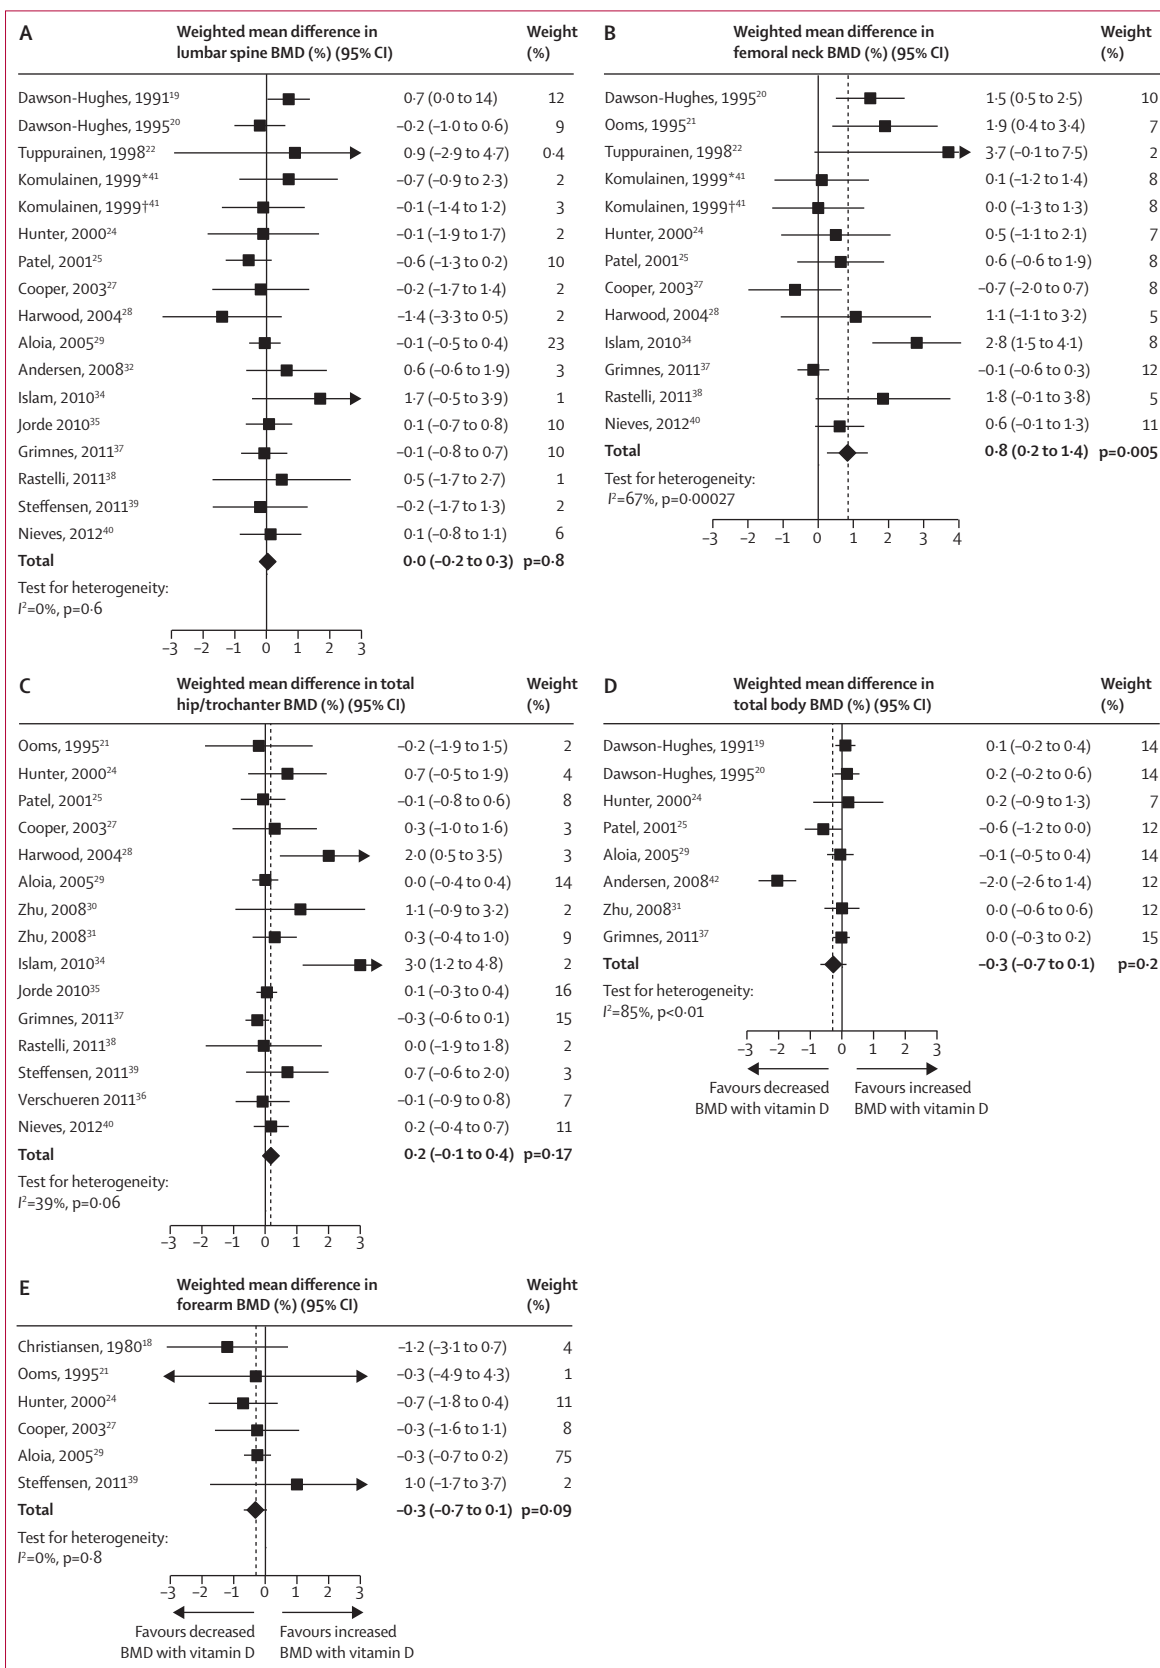 A Weighted mean difference in lumbar spine BMD (%) (95% CI) Weight (%)
Dawson-Hughes, 1991¹⁹ 0·7 (0·0 to 14) 12
Dawson-Hughes, 1995²⁰ –0·2 (–1·0 to 0·6) 9
Tuppurainen, 1998²² 0·9 (–2·9 to 4·7) 0·4
Komulainen, 1999*⁴¹ –0·7 (–0·9 to 2·3) 2
Komulainen, 1999†⁴¹ –0·1 (–1·4 to 1·2) 3
Hunter, 2000²⁴ –0·1 (–1·9 to 1·7) 2
Patel, 2001²⁵ –0·6 (–1·3 to 0·2) 10
Cooper, 2003²⁷ –0·2 (–1·7 to 1·4) 2
Harwood, 2004²⁸ –1·4 (–3·3 to 0·5) 2
Aloia, 2005²⁹ –0·1 (–0·5 to 0·4) 23
Andersen, 2008³² 0·6 (–0·6 to 1·9) 3
Islam, 2010³⁴ 1·7 (–0·5 to 3·9) 1
Jorde 2010³⁵ 0·1 (–0·7 to 0·8) 10
Grimnes, 2011³⁷ –0·1 (–0·8 to 0·7) 10
Rastelli, 2011³⁸ 0·5 (–1·7 to 2·7) 1
Steffensen, 2011³⁹ –0·2 (–1·7 to 1·3) 2
Nieves, 2012⁴⁰ 0·1 (–0·8 to 1·1) 6
Total 0·0 (–0·2 to 0·3) p=0·8
Test for heterogeneity:
I²=0%, p=0·6
–3 –2 –1 0 1 2 3
B Weighted mean difference in femoral neck BMD (%) (95% CI) Weight (%)
Dawson-Hughes, 1995²⁰ 1·5 (0·5 to 2·5) 10
Ooms, 1995²¹ 1·9 (0·4 to 3·4) 7
Tuppurainen, 1998²² 3·7 (–0·1 to 7·5) 2
Komulainen, 1999*⁴¹ 0·1 (–1·2 to 1·4) 8
Komulainen, 1999†⁴¹ 0·0 (–1·3 to 1·3) 8
Hunter, 2000²⁴ 0·5 (–1·1 to 2·1) 7
Patel, 2001²⁵ 0·6 (–0·6 to 1·9) 8
Cooper, 2003²⁷ –0·7 (–2·0 to 0·7) 8
Harwood, 2004²⁸ 1·1 (–1·1 to 3·2) 5
Islam, 2010³⁴ 2·8 (1·5 to 4·1) 8
Grimnes, 2011³⁷ –0·1 (–0·6 to 0·3) 12
Rastelli, 2011³⁸ 1·8 (–0·1 to 3·8) 5
Nieves, 2012⁴⁰ 0·6 (–0·1 to 1·3) 11
Total 0·8 (0·2 to 1·4) p=0·005
Test for heterogeneity:
I²=67%, p=0·00027
–3 –2 –1 0 1 2 3 4
C Weighted mean difference in total hip/trochanter BMD (%) (95% CI) Weight (%)
Ooms, 1995²¹ –0·2 (–1·9 to 1·5) 2
Hunter, 2000²⁴ 0·7 (–0·5 to 1·9) 4
Patel, 2001²⁵ –0·1 (–0·8 to 0·6) 8
Cooper, 2003²⁷ 0·3 (–1·0 to 1·6) 3
Harwood, 2004²⁸ 2·0 (0·5 to 3·5) 3
Aloia, 2005²⁹ 0·0 (–0·4 to 0·4) 14
Zhu, 2008³⁰ 1·1 (–0·9 to 3·2) 2
Zhu, 2008³¹ 0·3 (–0·4 to 1·0) 9
Islam, 2010³⁴ 3·0 (1·2 to 4·8) 2
Jorde 2010³⁵ 0·1 (–0·3 to 0·4) 16
Grimnes, 2011³⁷ –0·3 (–0·6 to 0·1) 15
Rastelli, 2011³⁸ 0·0 (–1·9 to 1·8) 2
Steffensen, 2011³⁹ 0·7 (–0·6 to 2·0) 3
Verschueren 2011³⁶ –0·1 (–0·9 to 0·8) 7
Nieves, 2012⁴⁰ 0·2 (–0·4 to 0·7) 11
Total 0·2 (–0·1 to 0·4) p=0·17
Test for heterogeneity:
I²=39%, p=0·06
–3 –2 –1 0 1 2 3
D Weighted mean difference in total body BMD (%) (95% CI) Weight (%)
Dawson-Hughes, 1991¹⁹ 0·1 (–0·2 to 0·4) 14
Dawson-Hughes, 1995²⁰ 0·2 (–0·2 to 0·6) 14
Hunter, 2000²⁴ 0·2 (–0·9 to 1·3) 7
Patel, 2001²⁵ –0·6 (–1·2 to 0·0) 12
Aloia, 2005²⁹ –0·1 (–0·5 to 0·4) 14
Andersen, 2008⁴² –2·0 (–2·6 to 1·4) 12
Zhu, 2008³¹ 0·0 (–0·6 to 0·6) 12
Grimnes, 2011³⁷ 0·0 (–0·3 to 0·2) 15
Total –0·3 (–0·7 to 0·1) p=0·2
Test for heterogeneity:
I²=85%, p<0·01
–3 –2 –1 0 1 2 3
Favours decreased BMD with vitamin D
Favours increased BMD with vitamin D
E Weighted mean difference in forearm BMD (%) (95% CI) Weight (%)
Christiansen, 1980¹⁸ –1·2 (–3·1 to 0·7) 4
Ooms, 1995²¹ –0·3 (–4·9 to 4·3) 1
Hunter, 2000²⁴ –0·7 (–1·8 to 0·4) 11
Cooper, 2003²⁷ –0·3 (–1·6 to 1·1) 8
Aloia, 2005²⁹ –0·3 (–0·7 to 0·2) 75
Steffensen, 2011³⁹ 1·0 (–1·7 to 3·7) 2
Total –0·3 (–0·7 to 0·1) p=0·09
Test for heterogeneity:
I²=0%, p=0·8
–3 –2 –1 0 1 2 3
Favours decreased BMD with vitamin D
Favours increased BMD with vitamin D